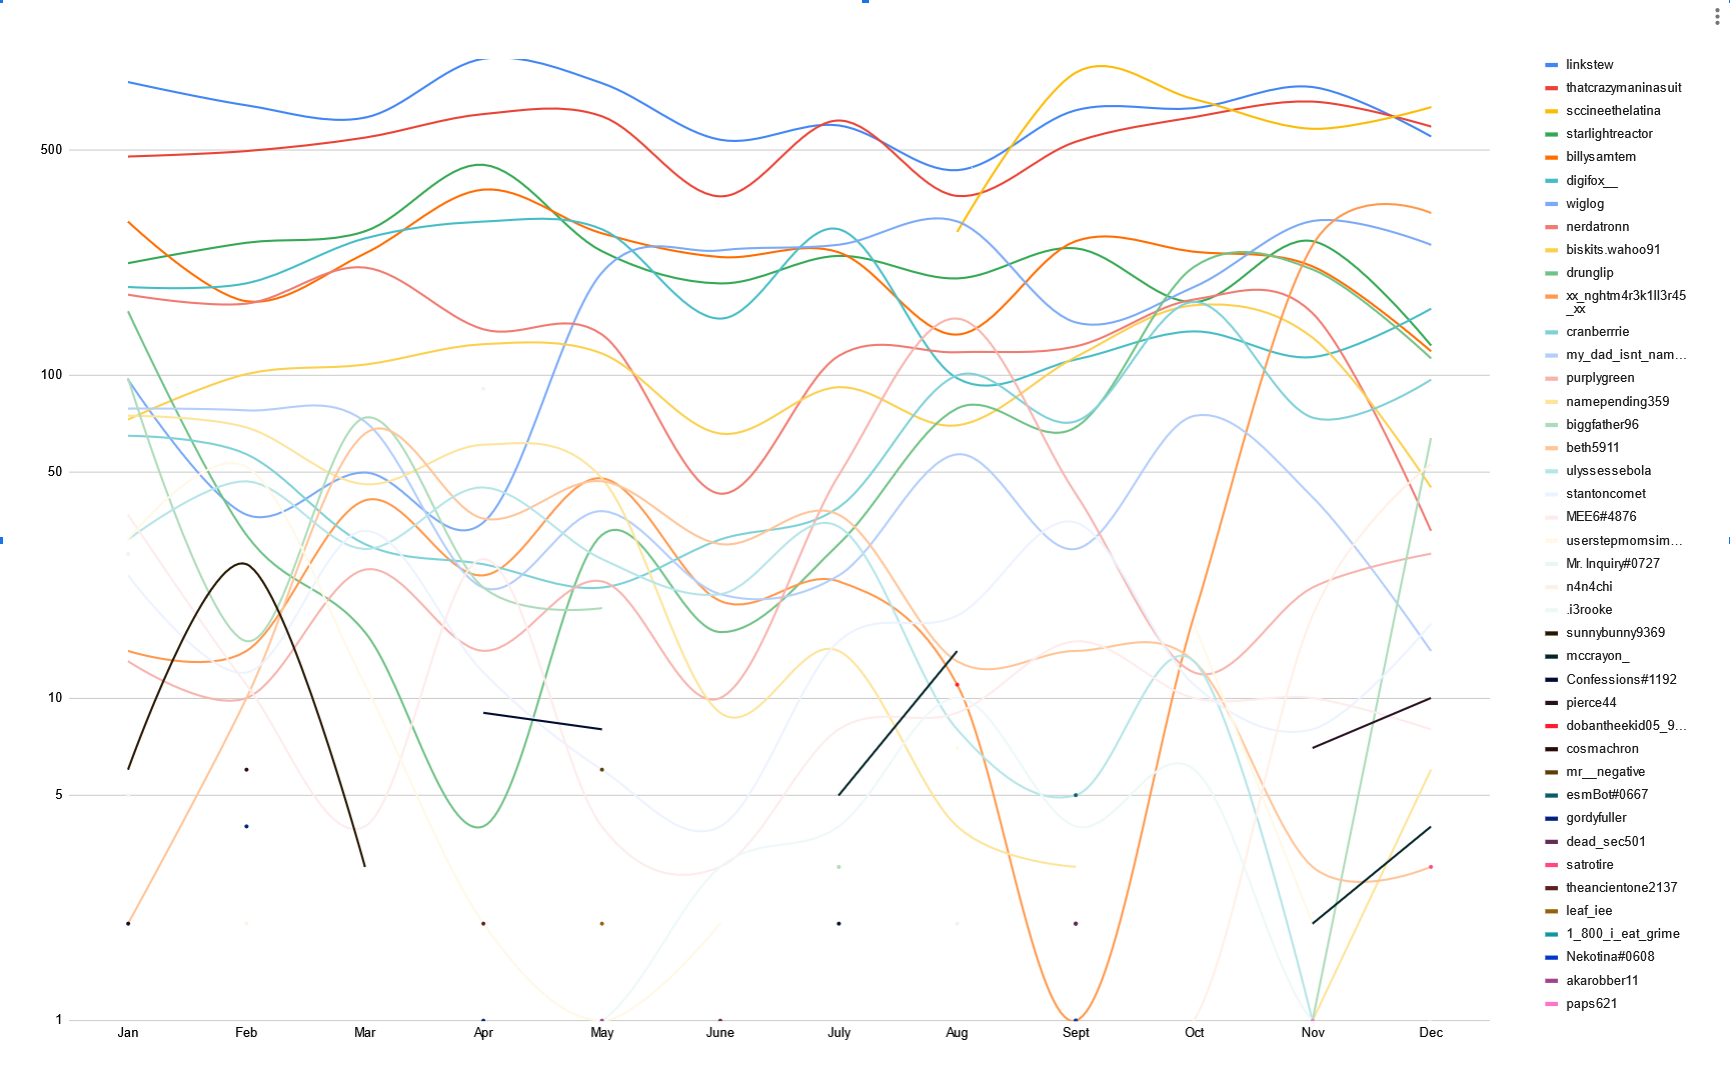 500
100
50
10
5
1
Jan Feb Mar Apr May June July Aug Sept Oct Nov Dec
linkstew
thatcrazymaninasuit
sccineethelatina
starlightreactor
billysamtem
digifox__
wiglog
nerdatronn
biskits.wahoo91
drunglip
xx_nghtm4r3k1ll3r45
_xx
cranberrrie
my_dad_isnt_nam...
purplygreen
namepending359
biggfather96
beth5911
ulyssessebola
stantoncomet
MEE6#4876
userstepmomsim...
Mr. Inquiry#0727
n4n4chi
.i3rooke
sunnybunny9369
mccrayon_
Confessions#1192
pierce44
dobantheekid05_9...
cosmachron
mr__negative
esmBot#0667
gordyfuller
dead_sec501
satrotire
theancientone2137
leaf_iee
1_800_i_eat_grime
Nekotina#0608
akarobber11
paps621